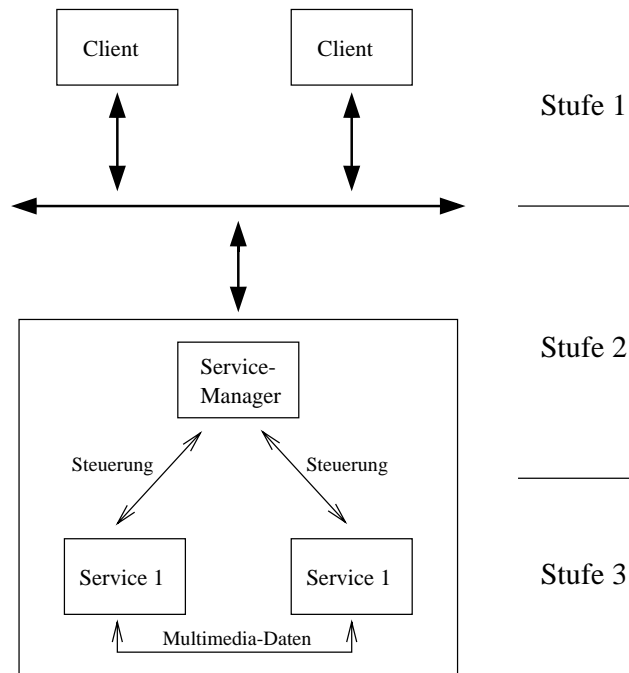 Client
Client
Stufe 1
Stufe 2
Service-
Manager
Steuerung
Steuerung
Service 1
Service 1
Stufe 3
Multimedia-Daten